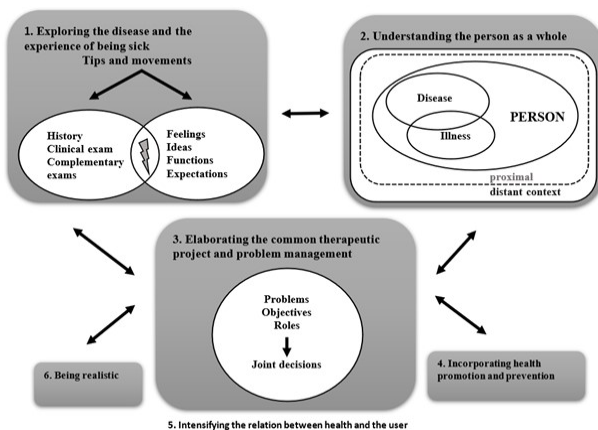 1. Exploring the disease and the
experience of being sick
Tips and movements
History
Clinical exam
Complementary
exams
Feelings
Ideas
Functions
Expectations
2. Understanding the person as a whole
Disease
Illness
PERSON
proximal
distant context
3. Elaborating the common therapeutic
project and problem management
Problems
Objectives
Roles
Joint decisions
4. Incorporating health
promotion and prevention
6. Being realistic
5. Intensifying the relation between health and the user